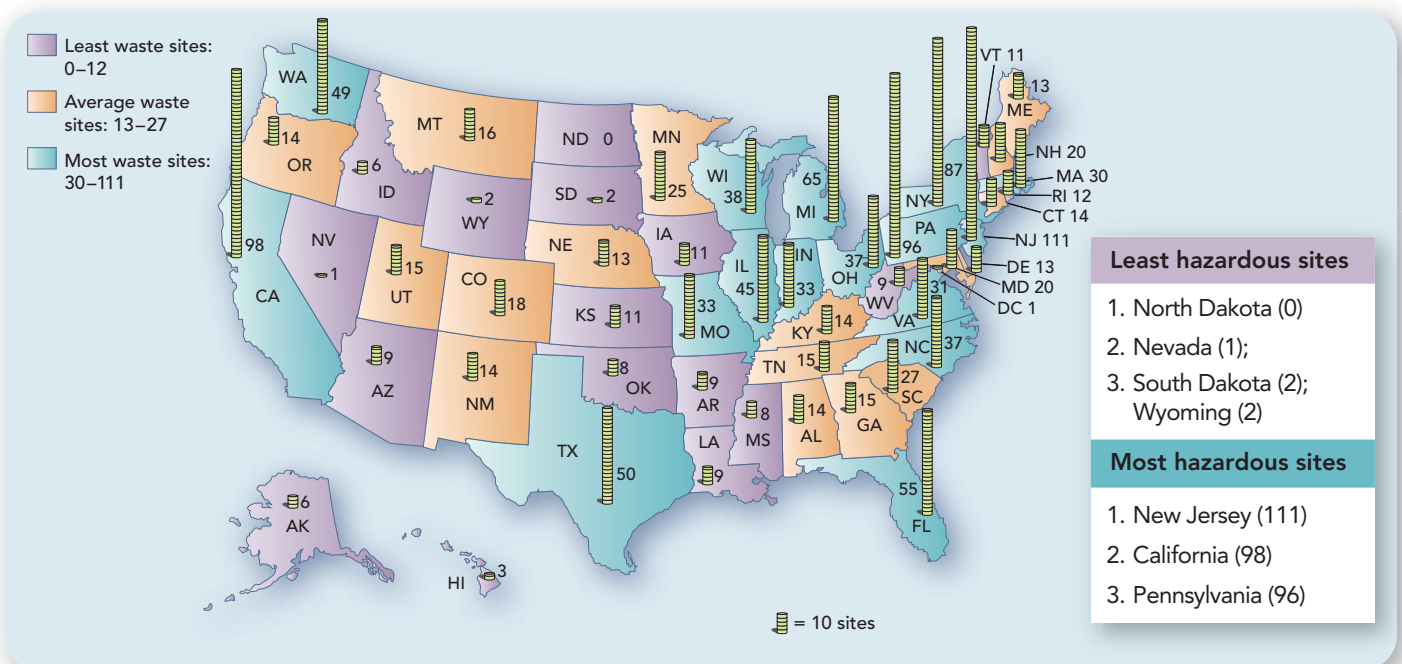 Least waste sites:
0–12
Average waste
sites: 13–27
Most waste sites:
30–111
WA
49
OR
14
CA
98
ID
6
NV
1
MT
16
WY
2
UT
15
AZ
9
CO
18
NM
14
ND 0
SD 2
NE
13
KS 11
OK
8
TX
50
MN
25
IA
11
MO
33
AR
9
LA
9
WI
38
IL
45
MI
65
IN
33
OH
37
KY 14
TN 15
MS
8
AL
14
GA
15
FL
55
SC
27
NC 37
VA
31
WV
9
PA
96
NY
87
VT 11
ME
13
NH 20
MA 30
RI 12
CT 14
NJ 111
DE 13
MD 20
DC 1
AK
6
HI
3
= 10 sites
Least hazardous sites
1. North Dakota (0)
2. Nevada (1);
3. South Dakota (2);
Wyoming (2)
Most hazardous sites
1. New Jersey (111)
2. California (98)
3. Pennsylvania (96)